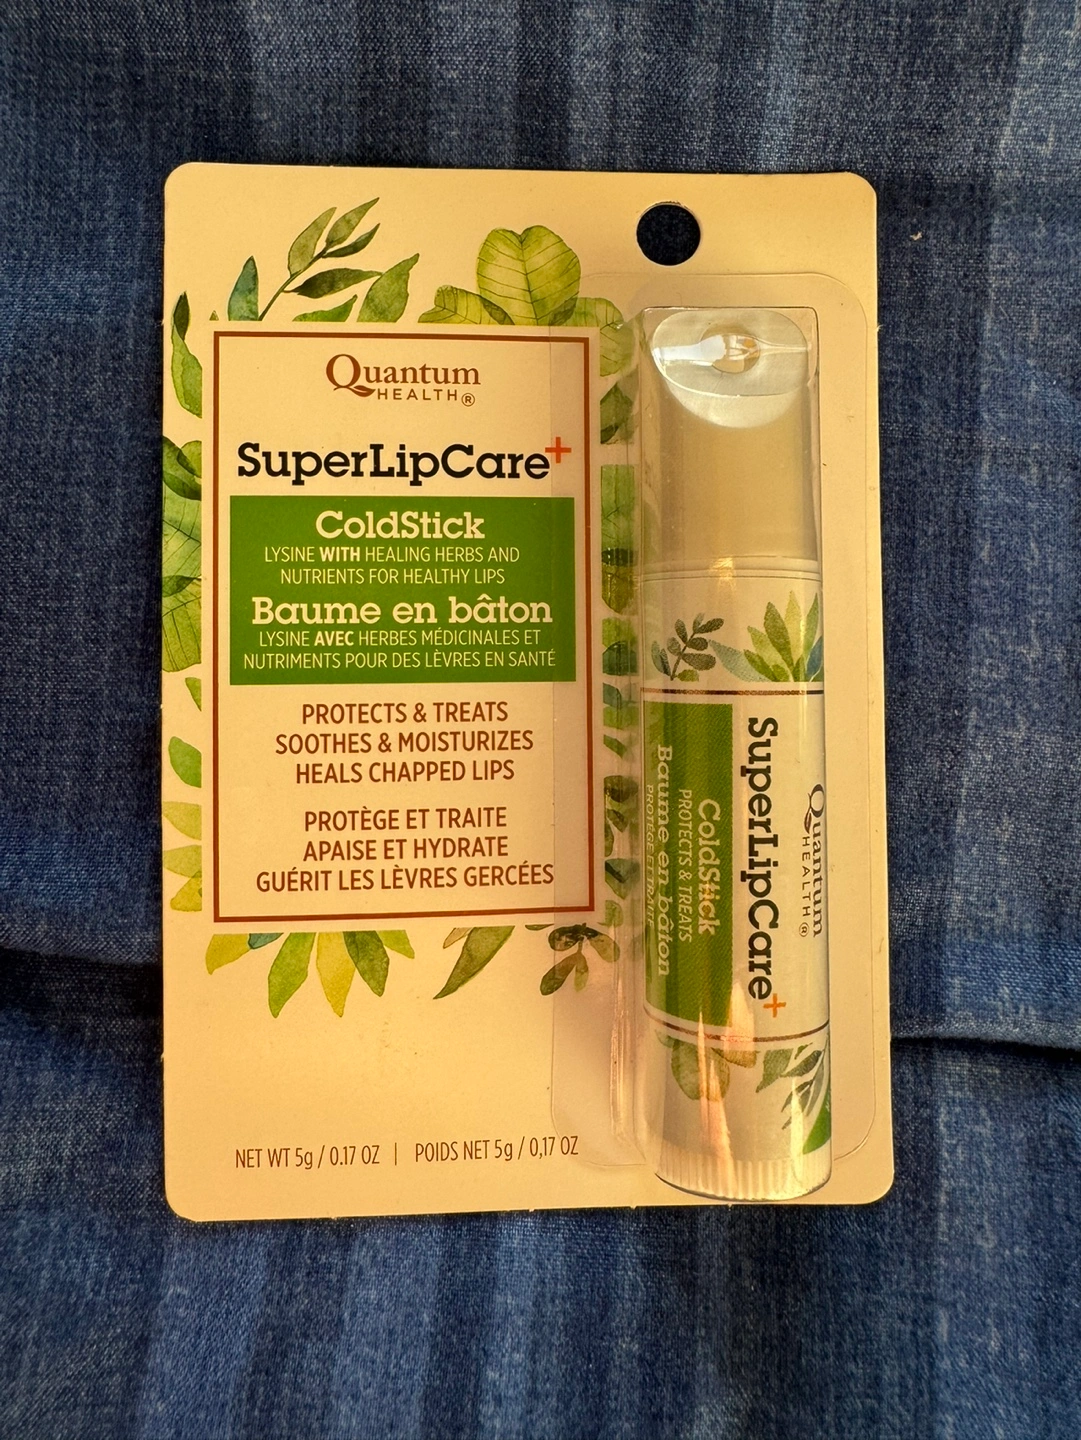 Quantum
HEALTH®
SuperLipCare+
ColdStick
LYSINE WITH HEALING HERBS AND
NUTRIENTS FOR HEALTHY LIPS
Baume en bâton
LYSINE AVEC HERBES MÉDICINALES ET
NUTRIMENTS POUR DES LÈVRES EN SANTÉ
PROTECTS & TREATS
SOOTHES & MOISTURIZES
HEALS CHAPPED LIPS
PROTÈGE ET TRAITE
APAISE ET HYDRATE
GUÉRIT LES LÈVRES GERCÉES
NET WT 5g / 0.17 OZ | POIDS NET 5g / 0,17 OZ
Quantum
HEALTH®
SuperLipCare+
ColdStick
PROTECTS & TREATS
Baume en bâton
PROTÈGE ET TRAITE